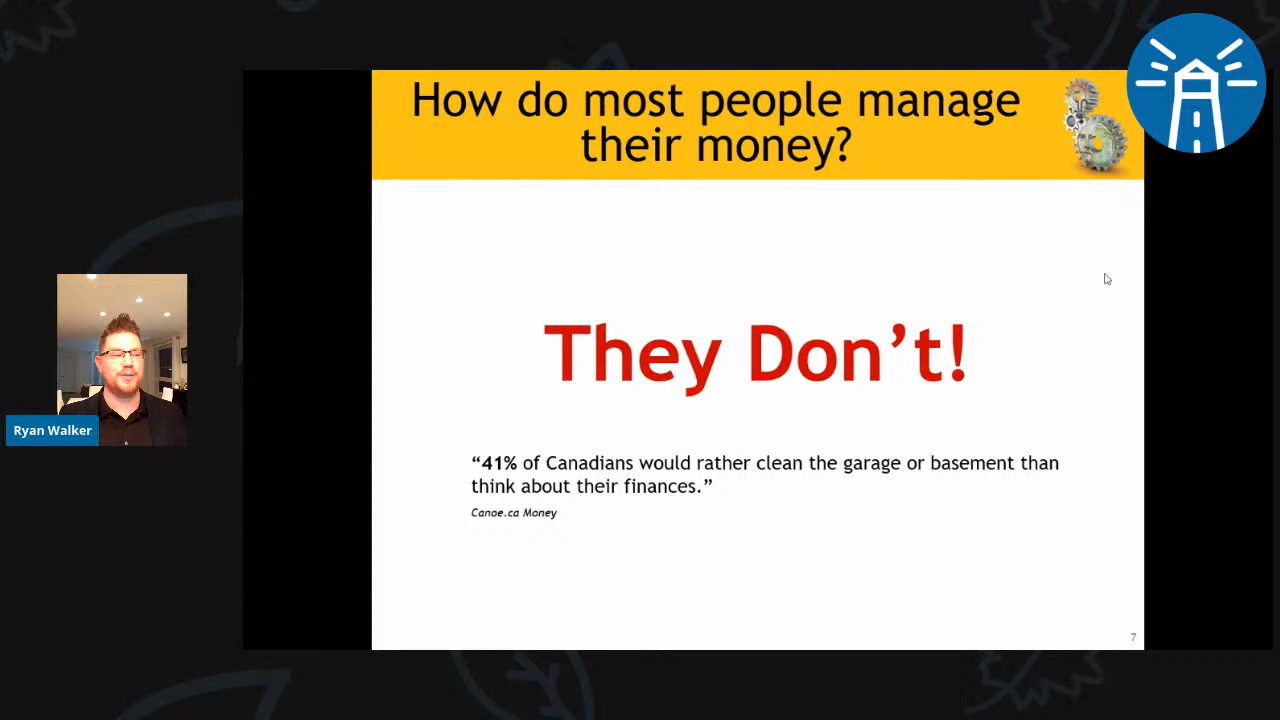 How do most people manage
their money?
They Don’t!
“41% of Canadians would rather clean the garage or basement than
think about their finances.”
Canoe.ca Money
7
Ryan Walker